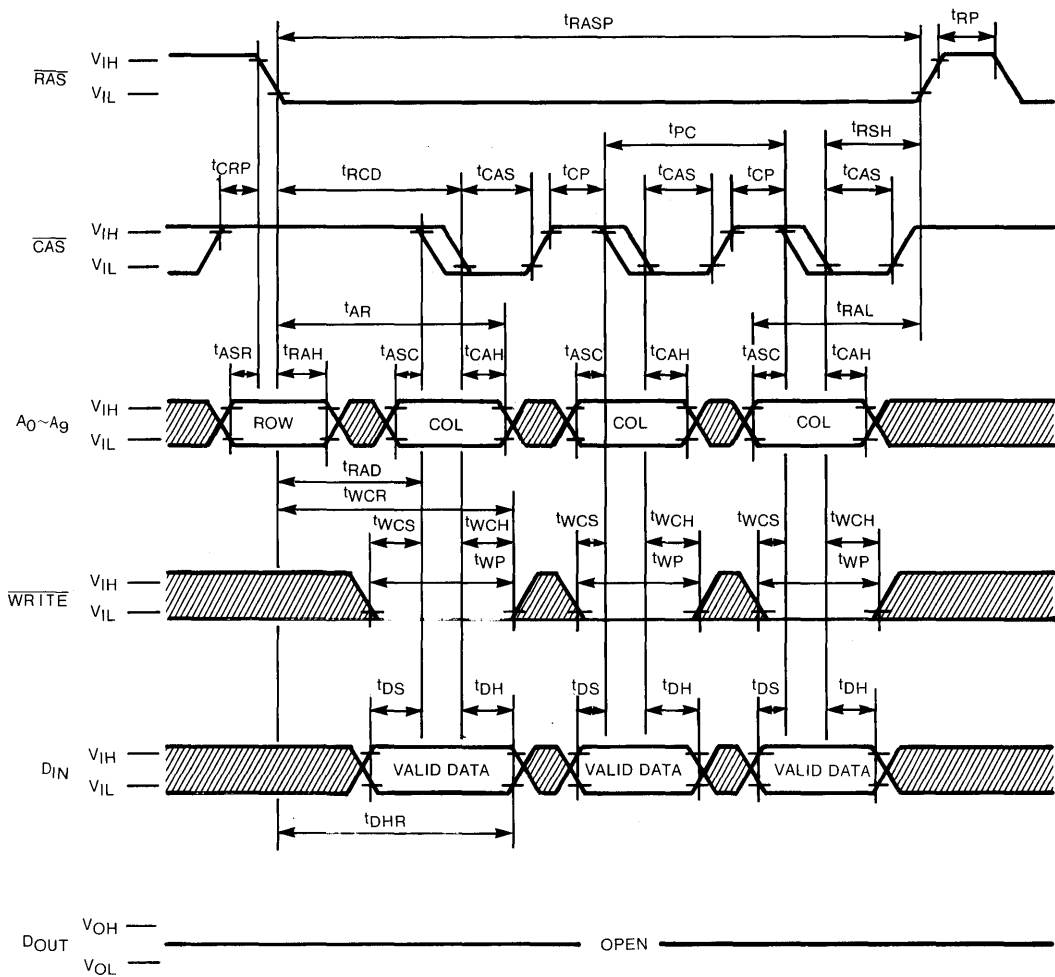 tRASP tRP
RAS VIH
VIL
tPC tRSH
tCRP tRCD tCAS tCP tCAS tCP tCAS
CAS VIH
VIL
tAR tRAL
tASR tRAH tASC tCAH tASC tCAH tASC tCAH
A0~A9 VIH
VIL
ROW COL COL COL
tRAD
tWCR
tWCS tWCH tWCS tWCH tWCS tWCH
tWP tWP tWP
WRITE VIH
VIL
tDS tDH tDS tDH tDS tDH
DIN VIH
VIL
VALID DATA VALID DATA VALID DATA
tDHR
DOUT VOH
VOL
OPEN